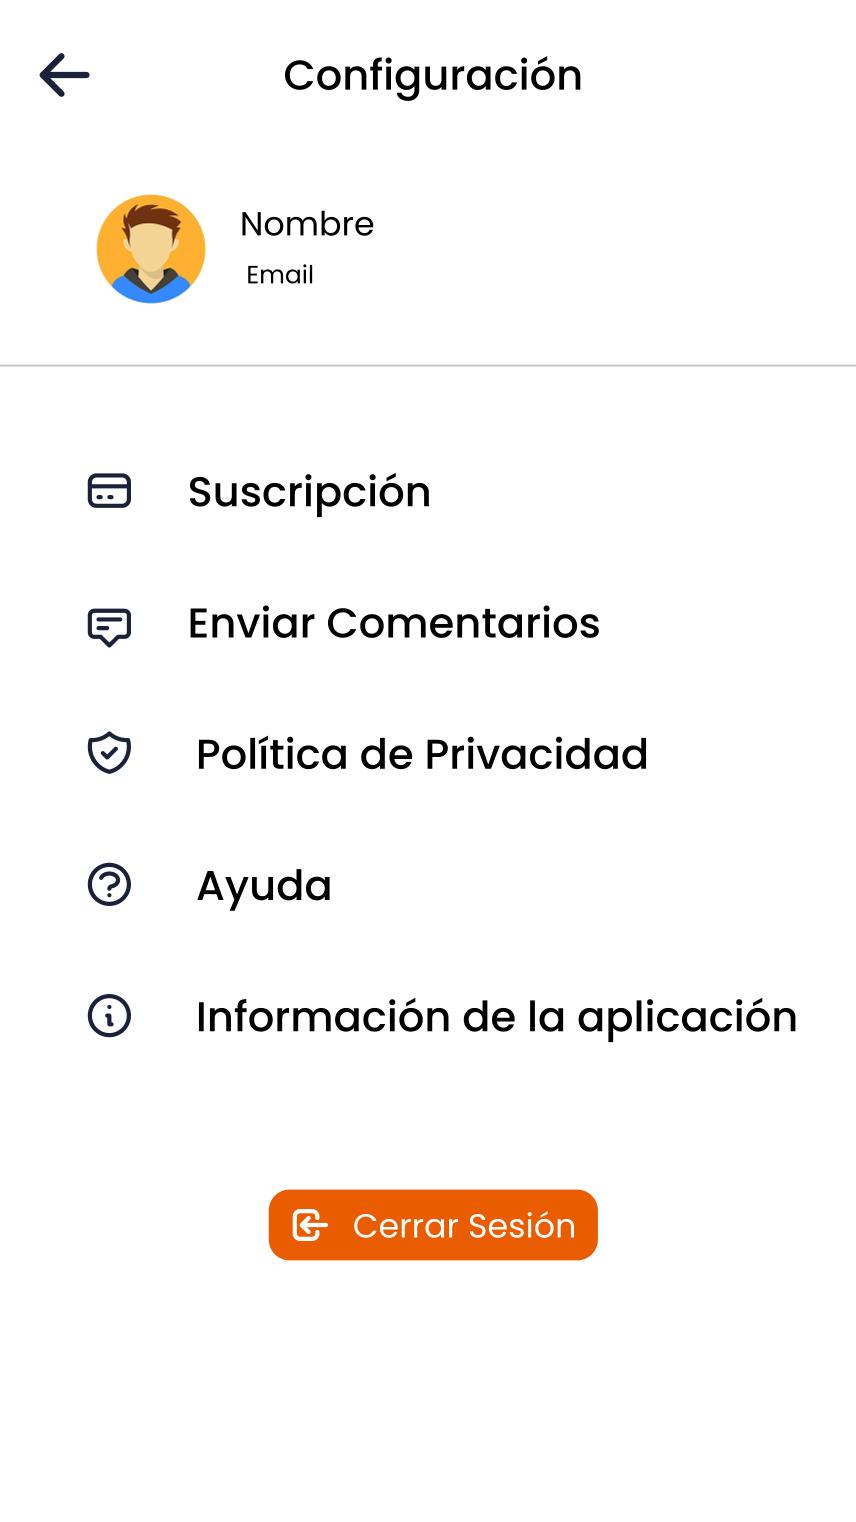 Configuración
Nombre
Email
Suscripción
Enviar Comentarios
Política de Privacidad
Ayuda
Información de la aplicación
Cerrar Sesión